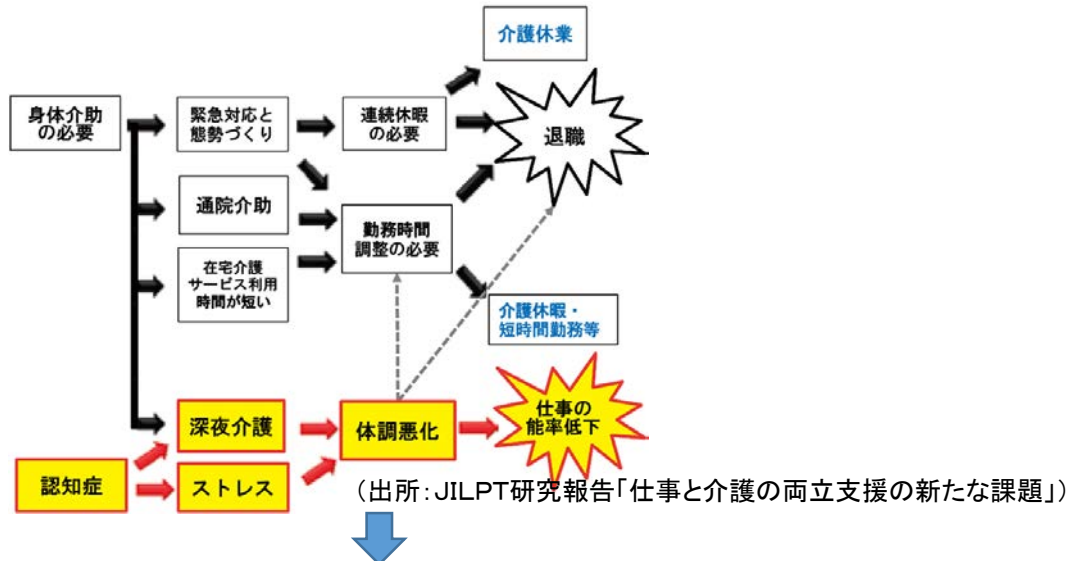 介護休業
身体介助
の必要
緊急対応と
態勢づくり
連続休暇
の必要
退職
通院介助
勤務時間
調整の必要
在宅介護
サービス利用
時間が短い
介護休暇・
短時間勤務等
深夜介護
体調悪化
仕事の
能率低下
認知症
ストレス
（出所：JILPT研究報告「仕事と介護の両立支援の新たな課題」）